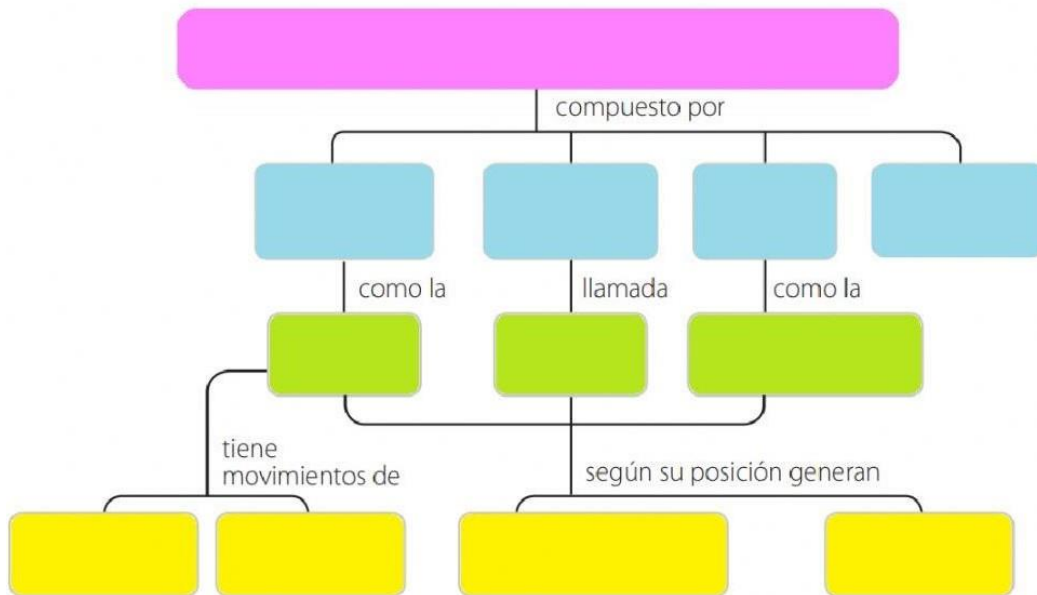 compuesto por
como la
llamada
como la
tiene
movimientos de
según su posición generan